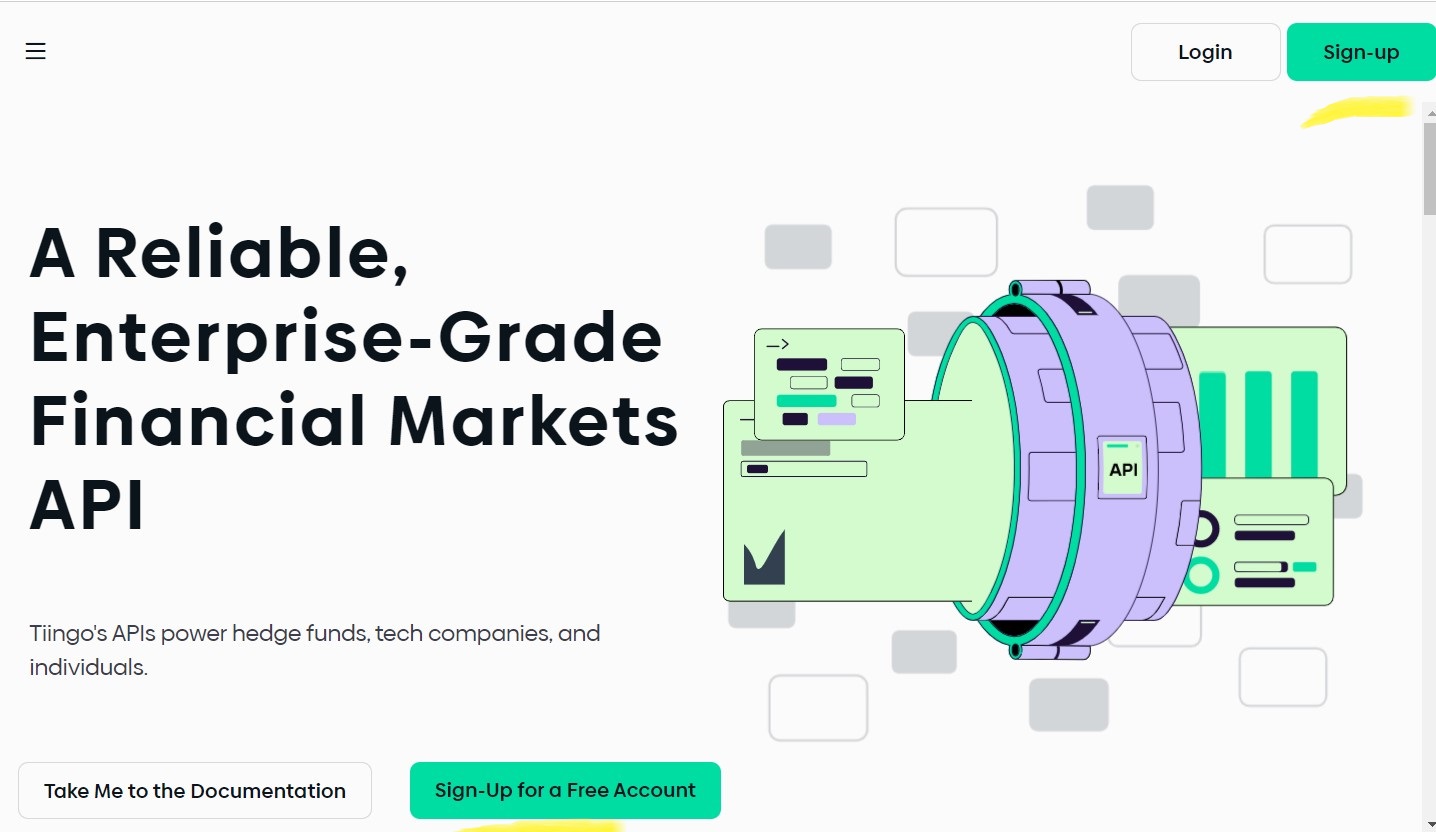 Login
Sign-up
A Reliable,
Enterprise-Grade
Financial Markets
API
API
Tiingo's APIs power hedge funds, tech companies, and
individuals.
Take Me to the Documentation
Sign-Up for a Free Account